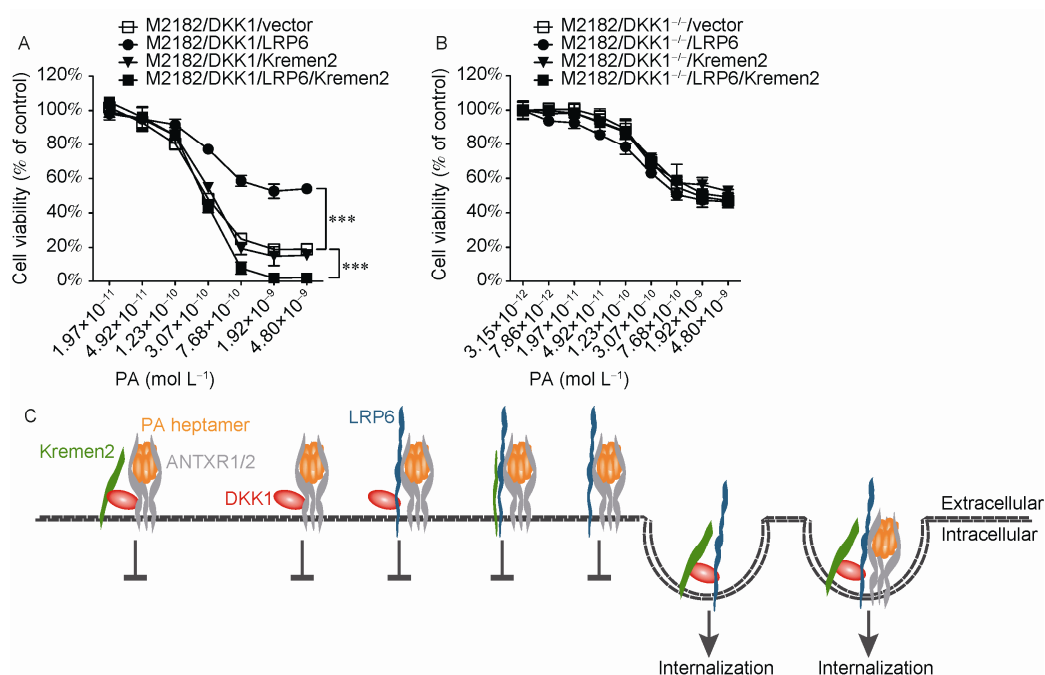 A
M2182/DKK1/vector
M2182/DKK1/LRP6
M2182/DKK1/Kremen2
M2182/DKK1/LRP6/Kremen2
Cell viability (% of control)
120%
100%
80%
60%
40%
20%
0%
***
***
1.97×10⁻¹¹
4.92×10⁻¹¹
1.23×10⁻¹⁰
3.07×10⁻¹⁰
7.68×10⁻¹⁰
1.92×10⁻⁹
4.80×10⁻⁹
PA (mol L⁻¹)
B
M2182/DKK1⁻/⁻/vector
M2182/DKK1⁻/⁻/LRP6
M2182/DKK1⁻/⁻/Kremen2
M2182/DKK1⁻/⁻/LRP6/Kremen2
Cell viability (% of control)
120%
100%
80%
60%
40%
20%
0%
3.15×10⁻¹²
7.86×10⁻¹²
1.97×10⁻¹¹
4.92×10⁻¹¹
1.23×10⁻¹⁰
3.07×10⁻¹⁰
7.68×10⁻¹⁰
1.92×10⁻⁹
4.80×10⁻⁹
PA (mol L⁻¹)
C
LRP6
PA heptamer
Kremen2
ANTXR1/2
DKK1
Extracellular
Intracellular
Internalization
Internalization